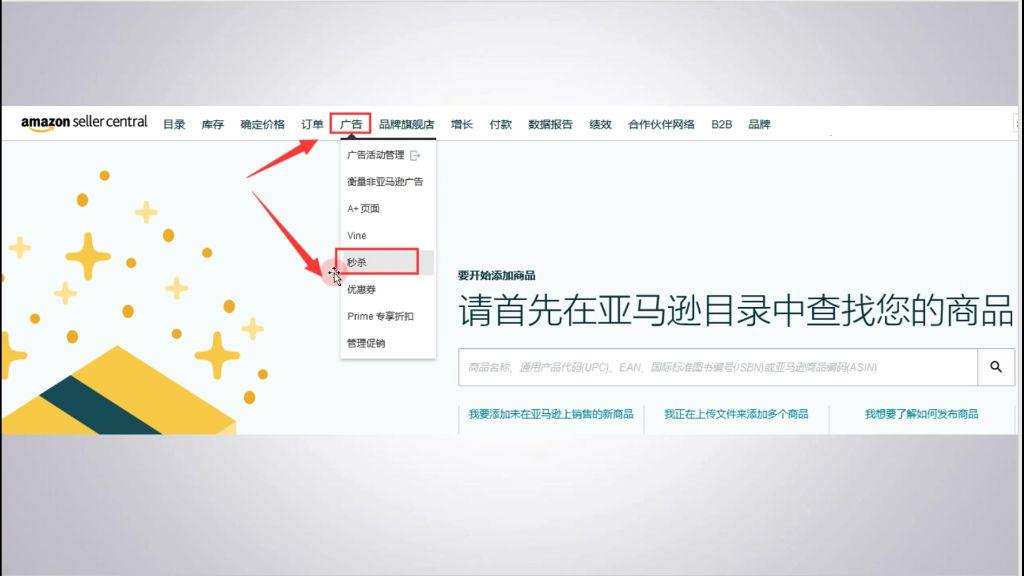 amazon seller central 目录 库存 确定价格 订单 广告 品牌旗舰店 增长 付款 数据报告 绩效 合作伙伴网络 B2B 品牌
广告活动管理
衡量非亚马逊广告
A+ 页面
Vine
秒杀
优惠券
Prime 专享折扣
管理促销
要开始添加商品
请首先在亚马逊目录中查找您的商品
商品名称、通用产品代码(UPC)、EAN、国际标准图书编号(ISBN)或亚马逊商品编码(ASIN)
我要添加未在亚马逊上销售的新商品 我正在上传文件来添加多个商品 我想要了解如何发布商品